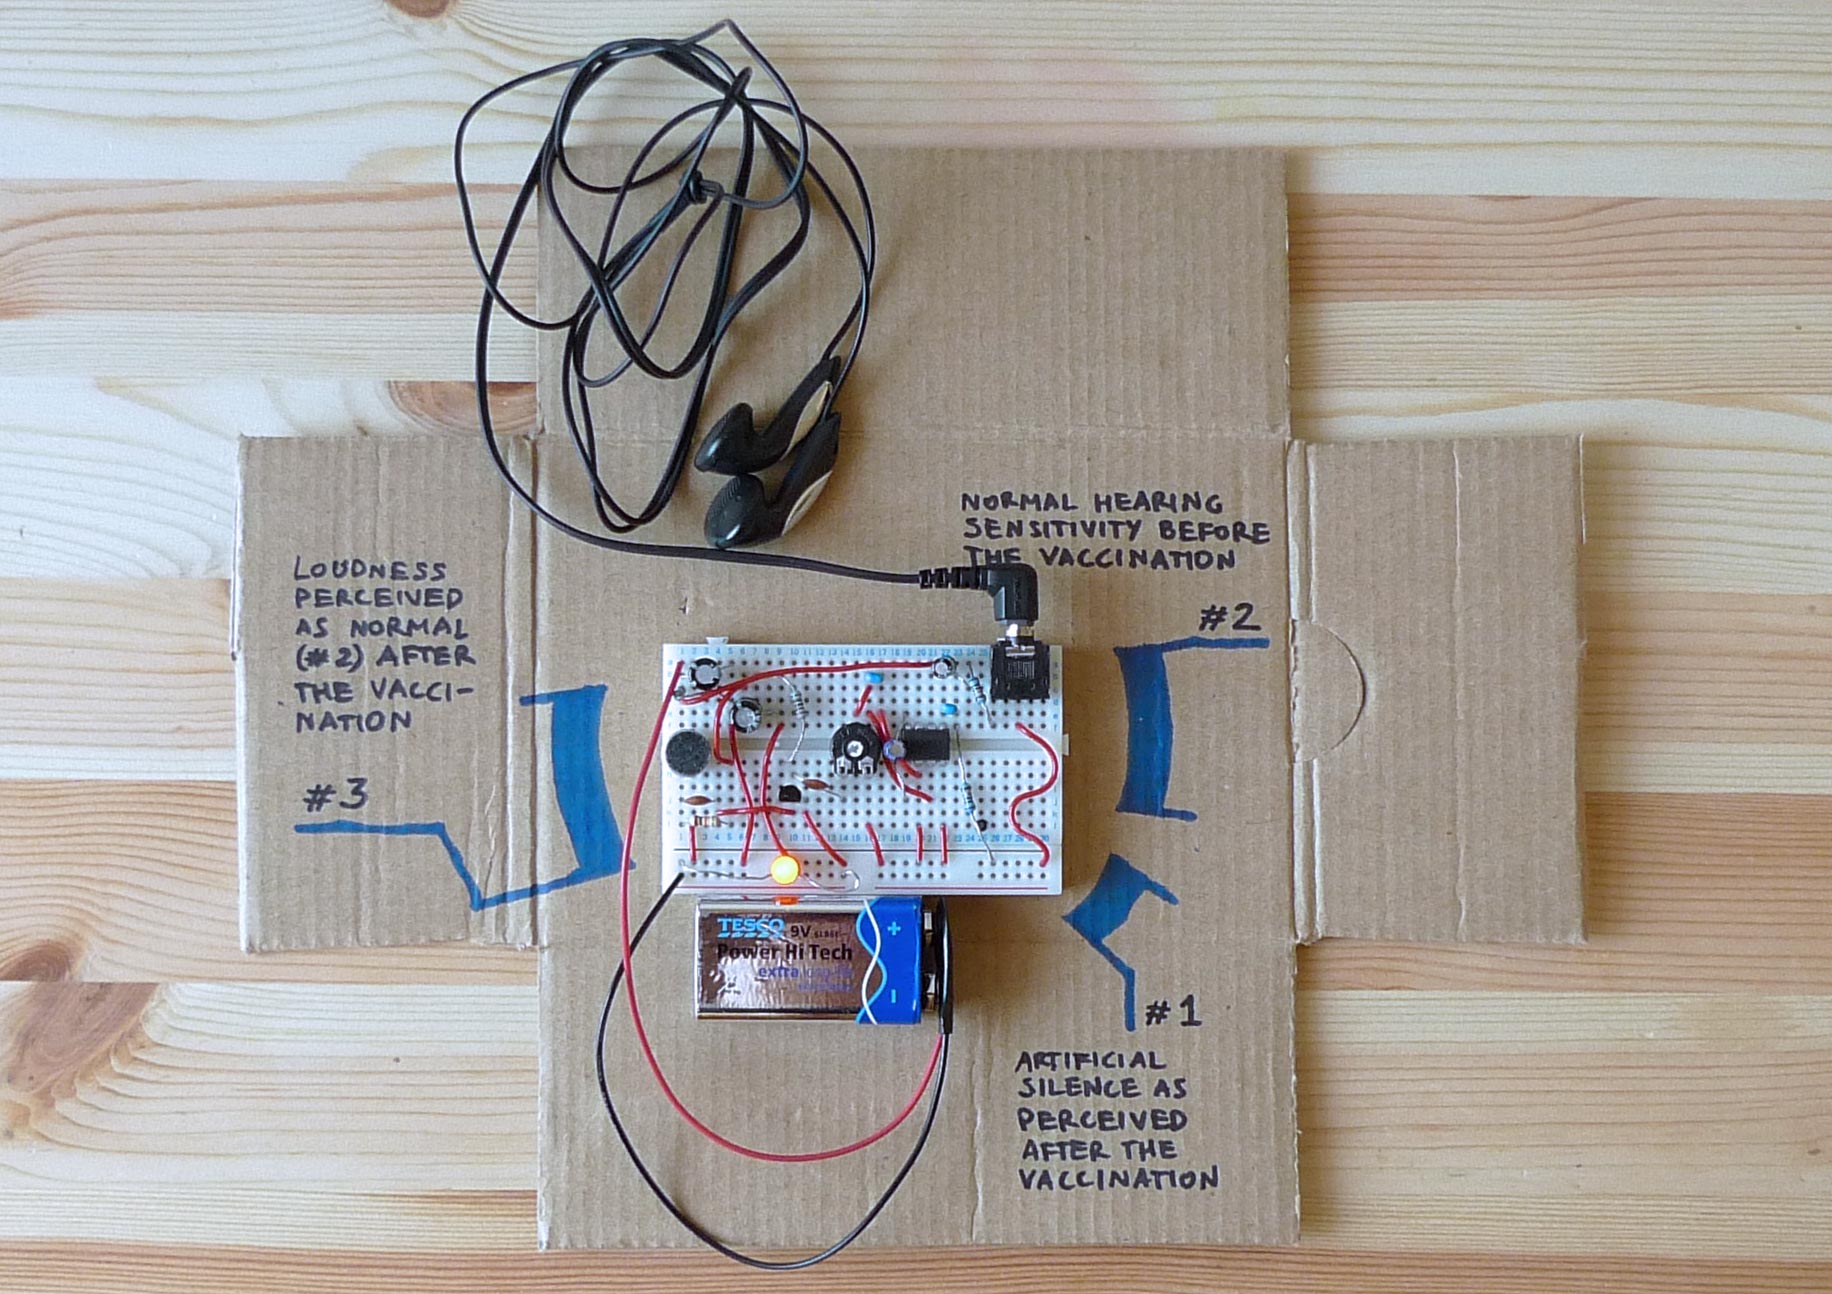 NORMAL HEARING
SENSITIVITY BEFORE
THE VACCINATION
#2
LOUDNESS
PERCEIVED
AS NORMAL
(#2) AFTER
THE VACCI-
NATION
#3
TESCO 9V
Power Hi Tech
extra
+
-
#1
ARTIFICIAL
SILENCE AS
PERCEIVED
AFTER THE
VACCINATION